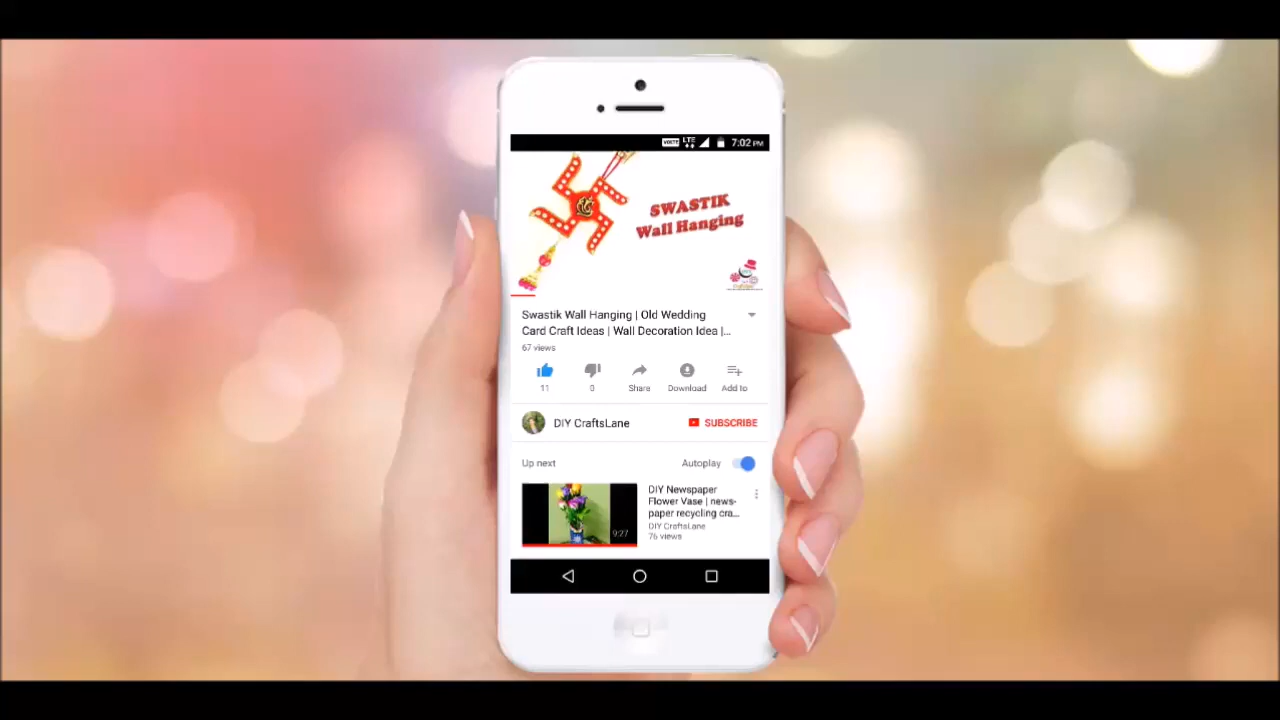 VoLTE LTE 7:02 PM
SWASTIK
Wall Hanging
Swastik Wall Hanging | Old Wedding
Card Craft Ideas | Wall Decoration Idea |...
67 views
11
0
Share
Download
Add to
DIY CraftsLane
SUBSCRIBE
Up next
Autoplay
9:27
DIY Newspaper
Flower Vase | news-
paper recycling cra...
DIY CraftsLane
76 views